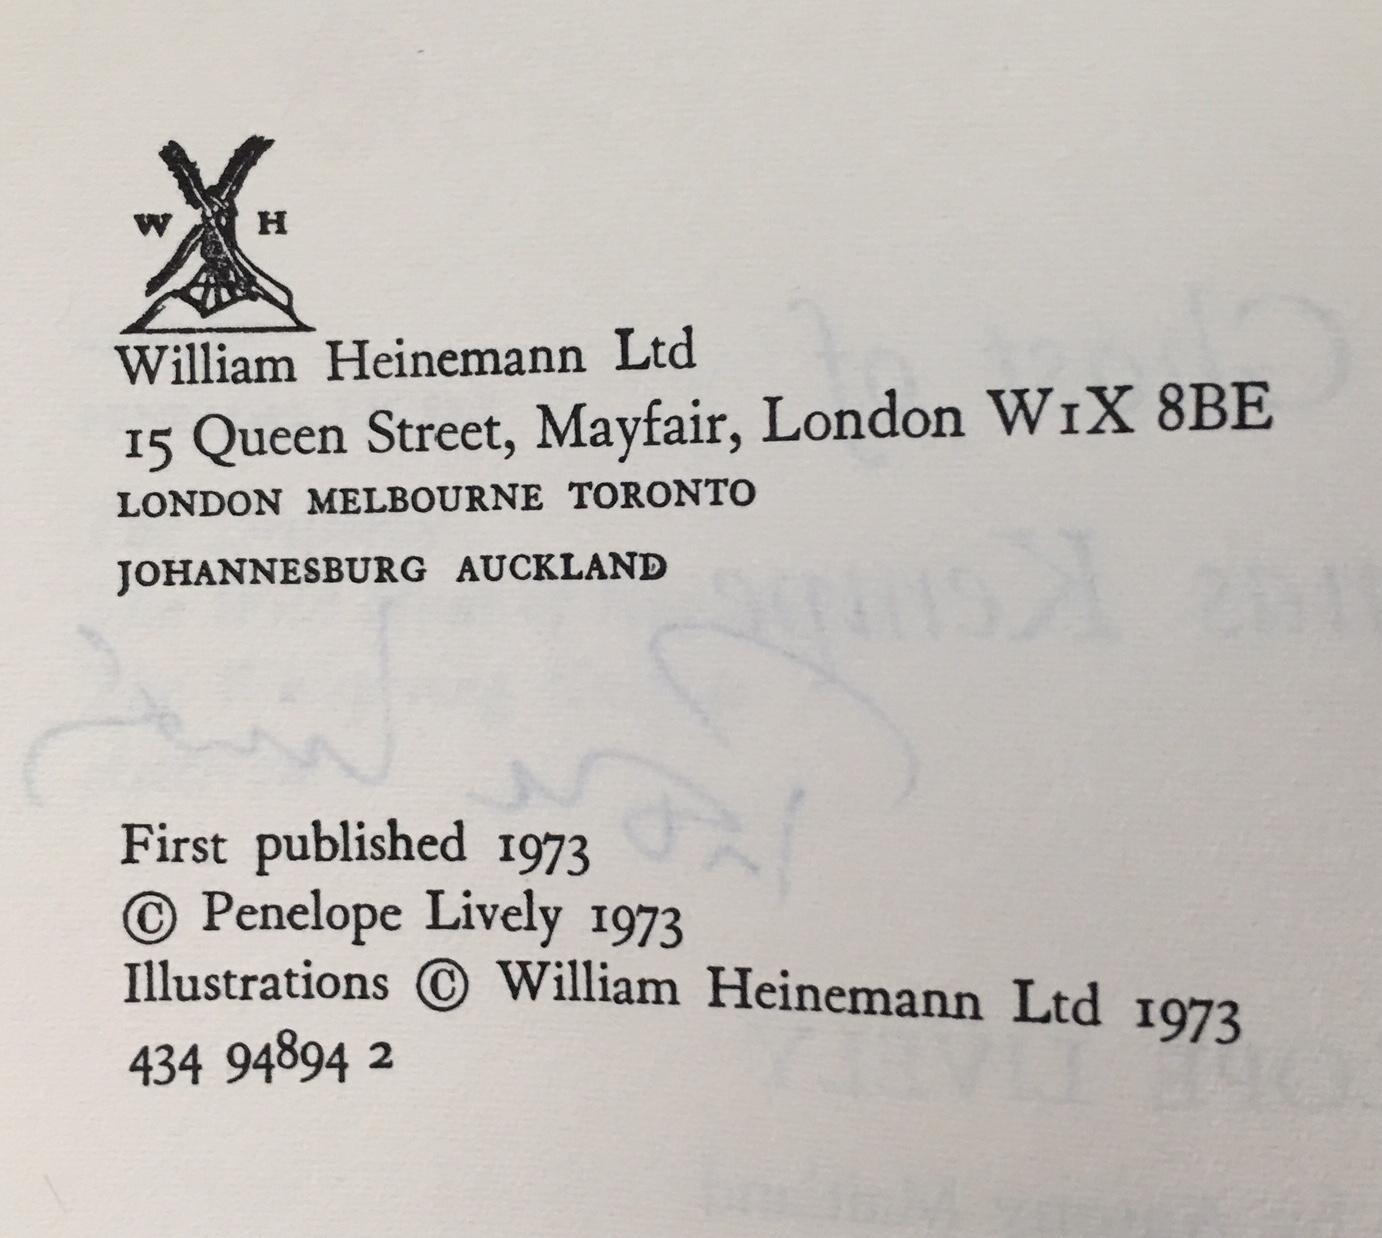 W H
William Heinemann Ltd
15 Queen Street, Mayfair, London W1X 8BE
LONDON MELBOURNE TORONTO
JOHANNESBURG AUCKLAND
First published 1973
© Penelope Lively 1973
Illustrations © William Heinemann Ltd 1973
434 94894 2